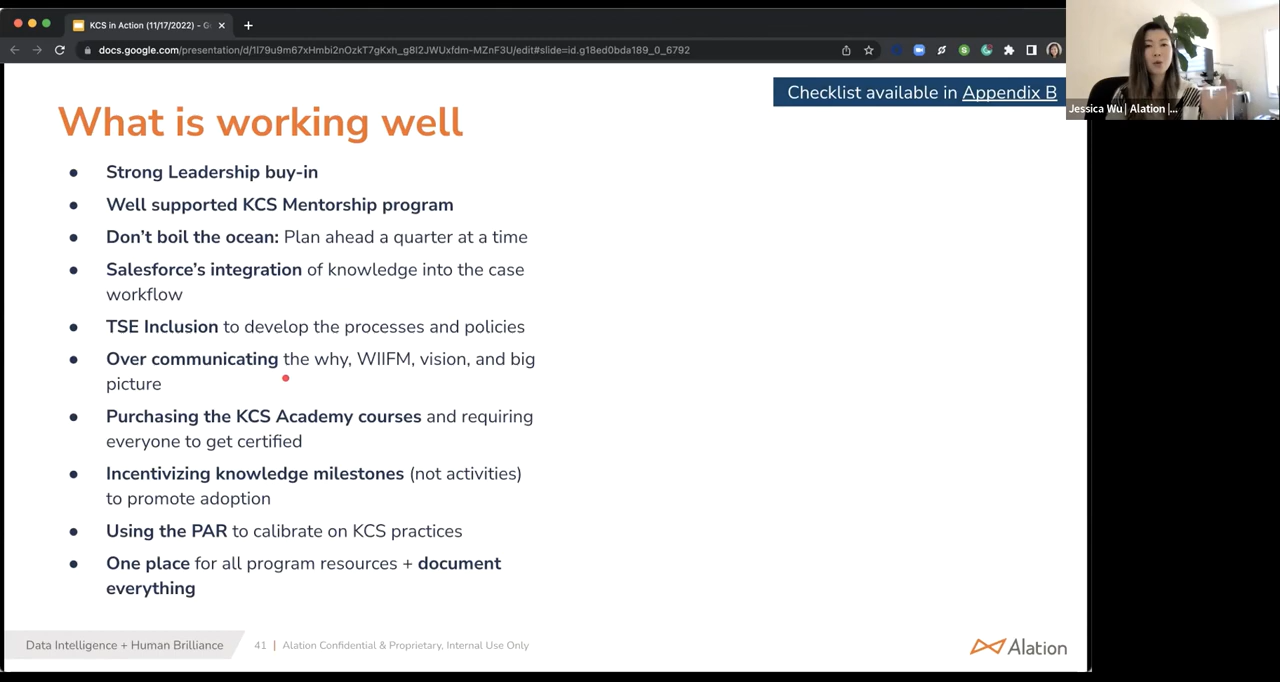 KCS in Action (11/17/2022) – G
docs.google.com/presentation/d/1l79u9m67xHmbi2nOzkT7gKxh_g8l2JWUxfdm-MZnF3U/edit#slide=id.g18ed0bda189_0_6792
Checklist available in Appendix B
Jessica Wu | Alation |...
What is working well
● Strong Leadership buy-in
● Well supported KCS Mentorship program
● Don't boil the ocean: Plan ahead a quarter at a time
● Salesforce's integration of knowledge into the case
workflow
● TSE Inclusion to develop the processes and policies
● Over communicating the why, WIIFM, vision, and big
picture
● Purchasing the KCS Academy courses and requiring
everyone to get certified
● Incentivizing knowledge milestones (not activities)
to promote adoption
● Using the PAR to calibrate on KCS practices
● One place for all program resources + document
everything
Data Intelligence + Human Brilliance
41 | Alation Confidential & Proprietary, Internal Use Only
Alation